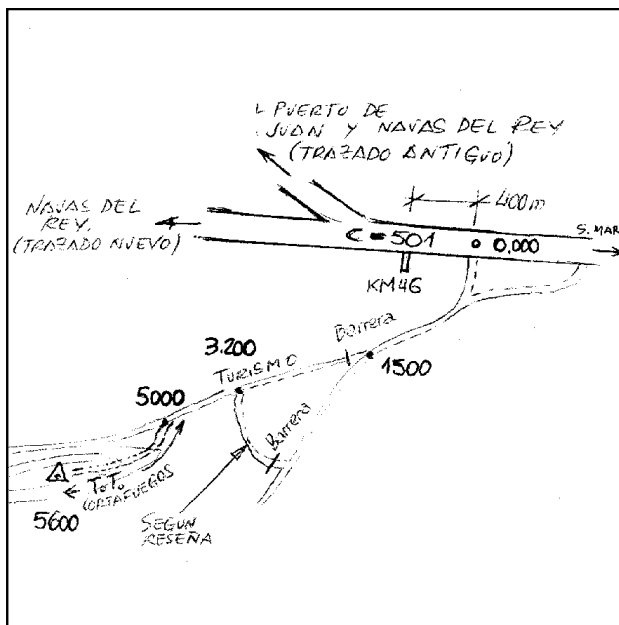 PUERTO DE
JUAN Y NAVAS DEL REY
(TRAZADO ANTIGUO)
400m
NAVAS DEL
REY.
(TRAZADO NUEVO)
C-501
0,000
S. MAR
KM46
Barrera
3.200
TURISMO
1500
5000
Barrera
T.T.
CORTAFUEGOS
5600
SEGUN
RESEÑA